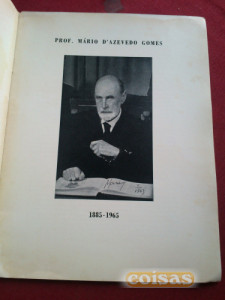 PROF. MÁRIO D'AZEVEDO GOMES
1885-1965
coisas